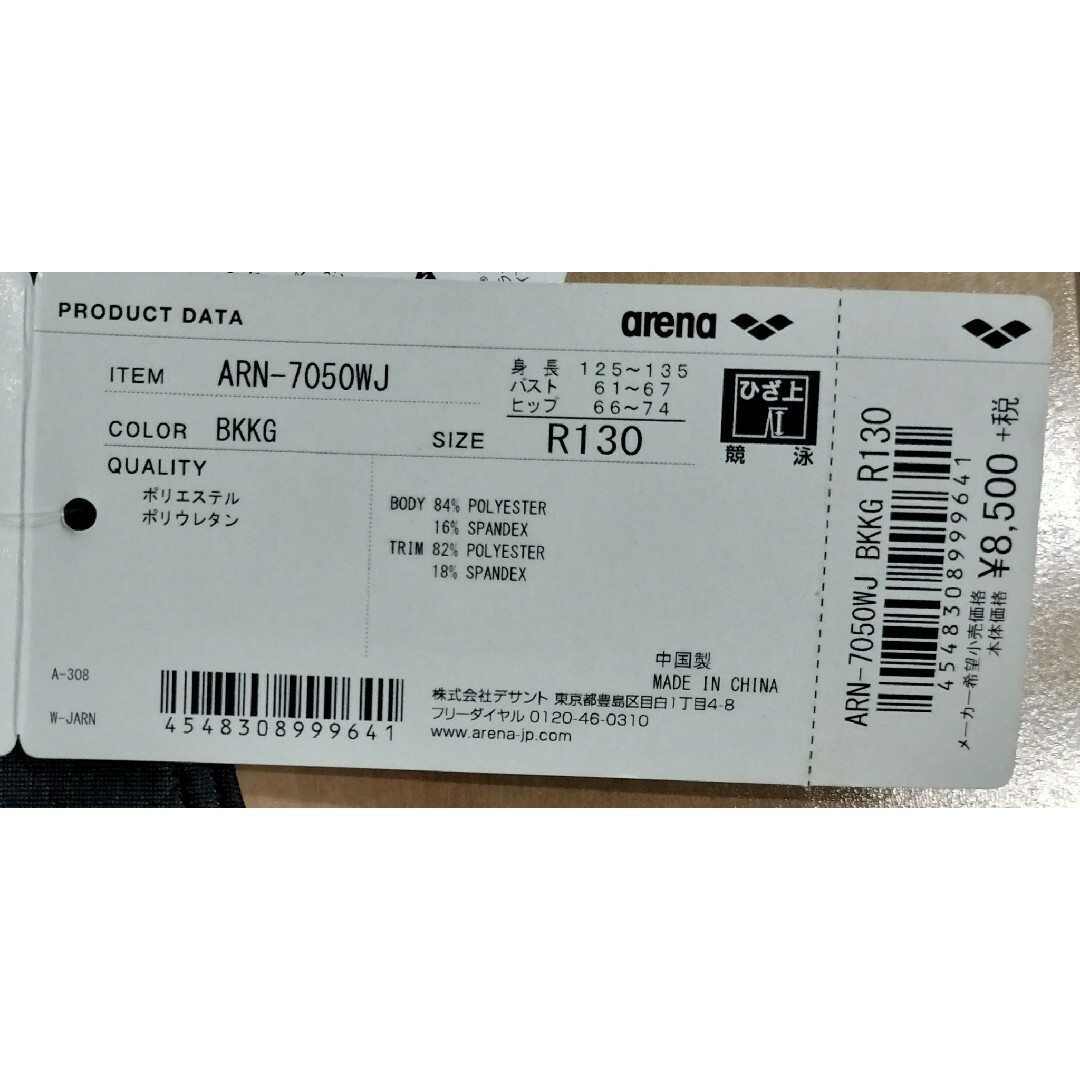 PRODUCT DATA
arena
ITEM ARN-7050WJ
身長 125～135
バスト 61～67
ヒップ 66～74
ひざ上
競泳
COLOR BKKG
SIZE R130
QUALITY
ポリエステル
ポリウレタン
BODY 84% POLYESTER
16% SPANDEX
TRIM 82% POLYESTER
18% SPANDEX
中国製
MADE IN CHINA
A-308
W-JARN
4548308999641
株式会社デサント 東京都豊島区目白1丁目4-8
フリーダイヤル 0120-46-0310
www.arena-jp.com
ARN-7050WJ BKKG R130
4548308999641
メーカー希望小売価格
本体価格 ¥8,500 +税